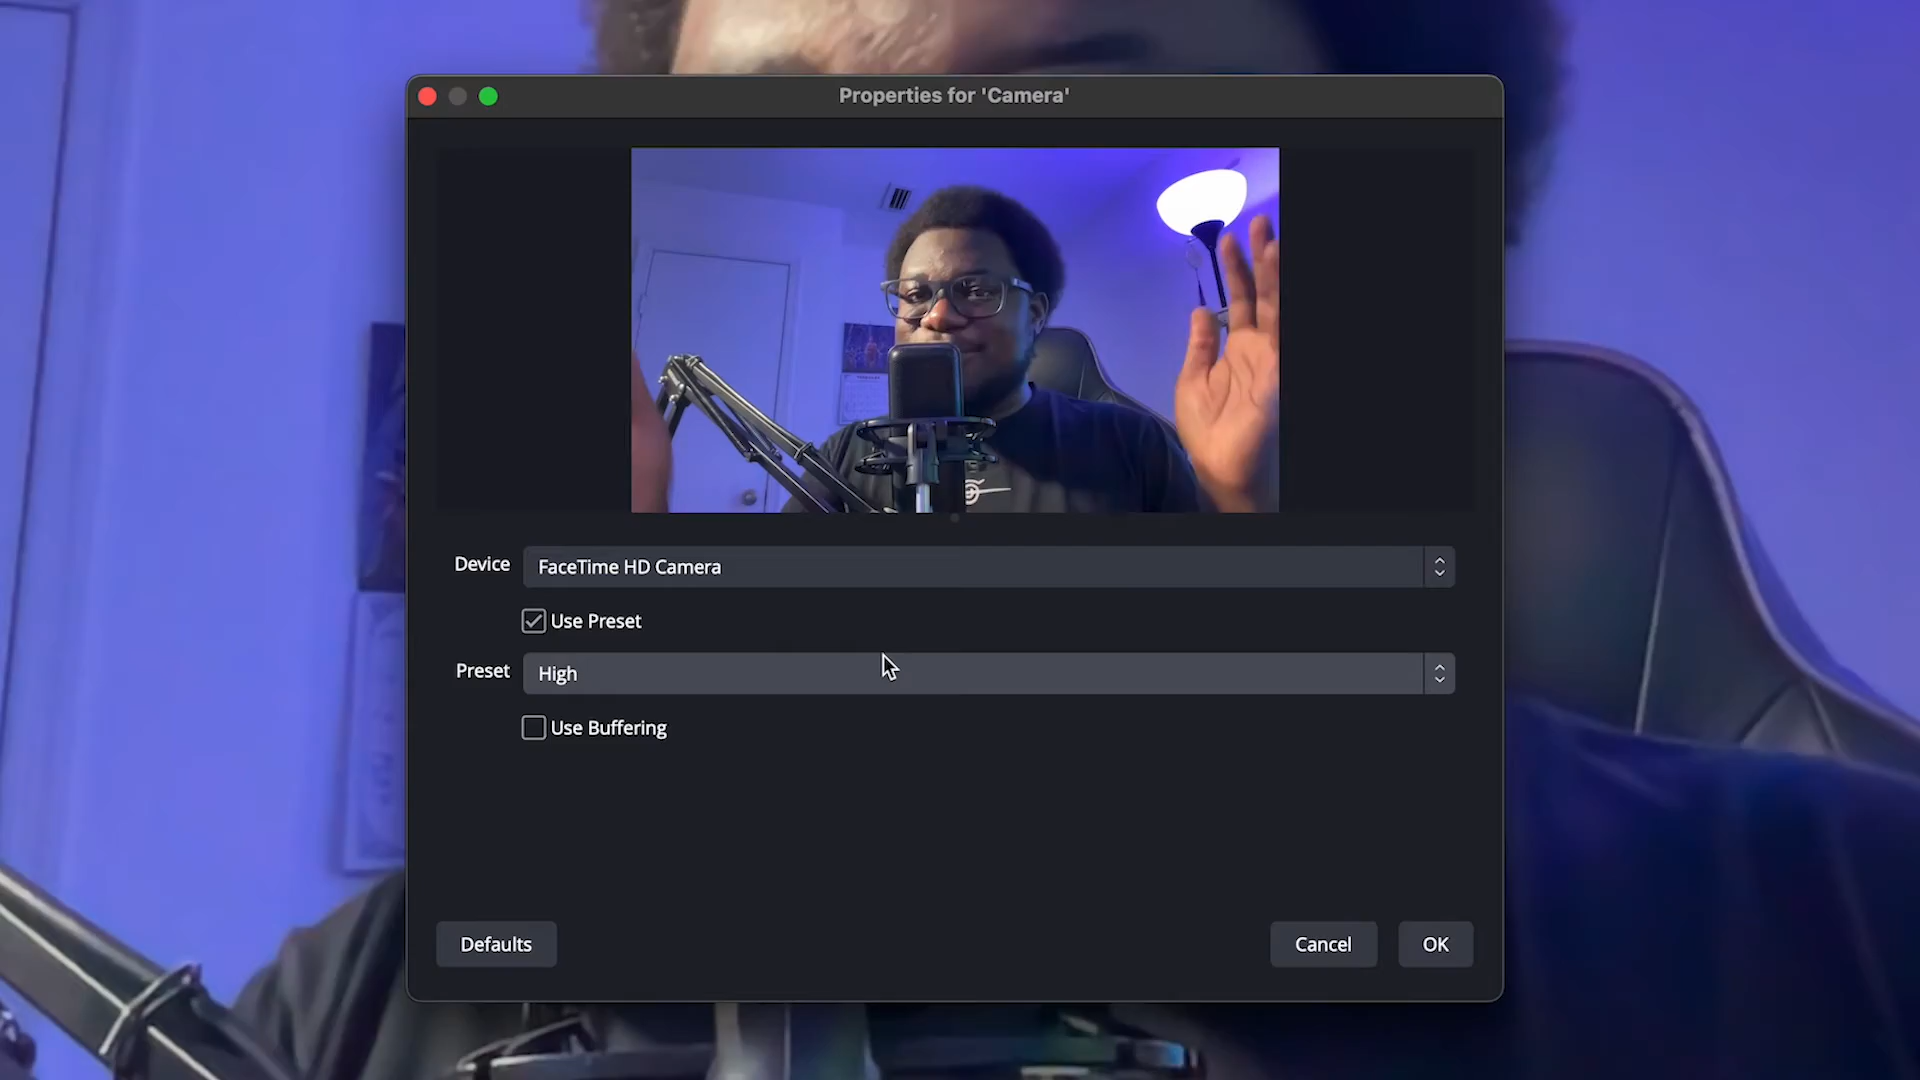 Properties for 'Camera'
Device
FaceTime HD Camera
Use Preset
Preset
High
Use Buffering
Defaults
Cancel
OK